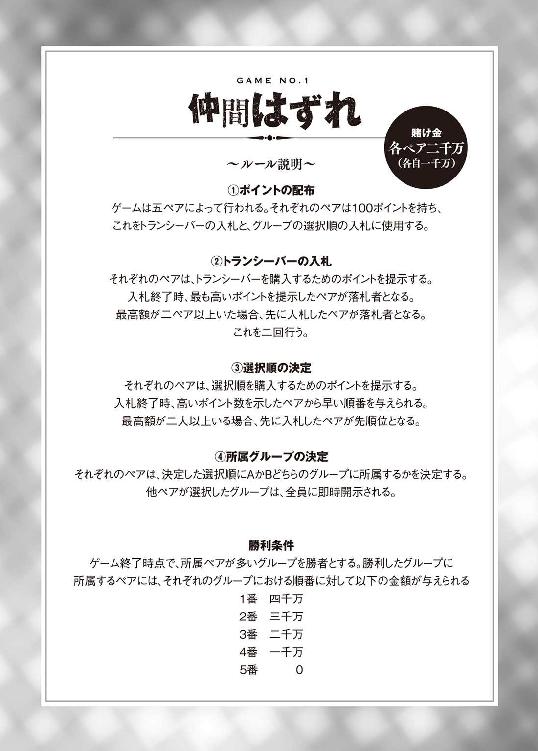 GAME NO.1
仲間はずれ
賭け金
各ペア二千万
(各自一千万)
～ルール説明～
①ポイントの配布
ゲームは五ペアによって行われる。それぞれのペアは100ポイントを持ち、
これをトランシーバーの入札と、グループの選択順の入札に使用する。
②トランシーバーの入札
それぞれのペアは、トランシーバーを購入するためのポイントを提示する。
入札終了時、最も高いポイントを提示したペアが落札者となる。
最高額が二ペア以上いた場合、先に入札したペアが落札者となる。
これを二回行う。
③選択順の決定
それぞれのペアは、選択順を購入するためのポイントを提示する。
入札終了時、高いポイント数を示したペアから早い順番を与えられる。
最高額が二人以上いる場合、先に入札したペアが先順位となる。
④所属グループの決定
それぞれのペアは、決定した選択順にAかBどちらのグループに所属するかを決定する。
他ペアが選択したグループは、全員に即時開示される。
勝利条件
ゲーム終了時点で、所属ペアが多いグループを勝者とする。勝利したグループに
所属するペアには、それぞれのグループにおける順番に対して以下の金額が与えられる
1番 四千万
2番 三千万
3番 二千万
4番 一千万
5番 0